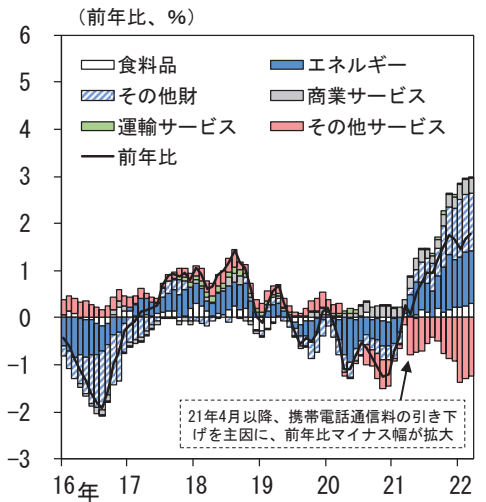 (前年比、%)
6
食料品 エネルギー
5
その他財 商業サービス
4
運輸サービス その他サービス
前年比
3
2
1
0
−1
−2
−3
21年4月以降、携帯電話通信料の引き下
げを主因に、前年比マイナス幅が拡大
16年 17 18 19 20 21 22